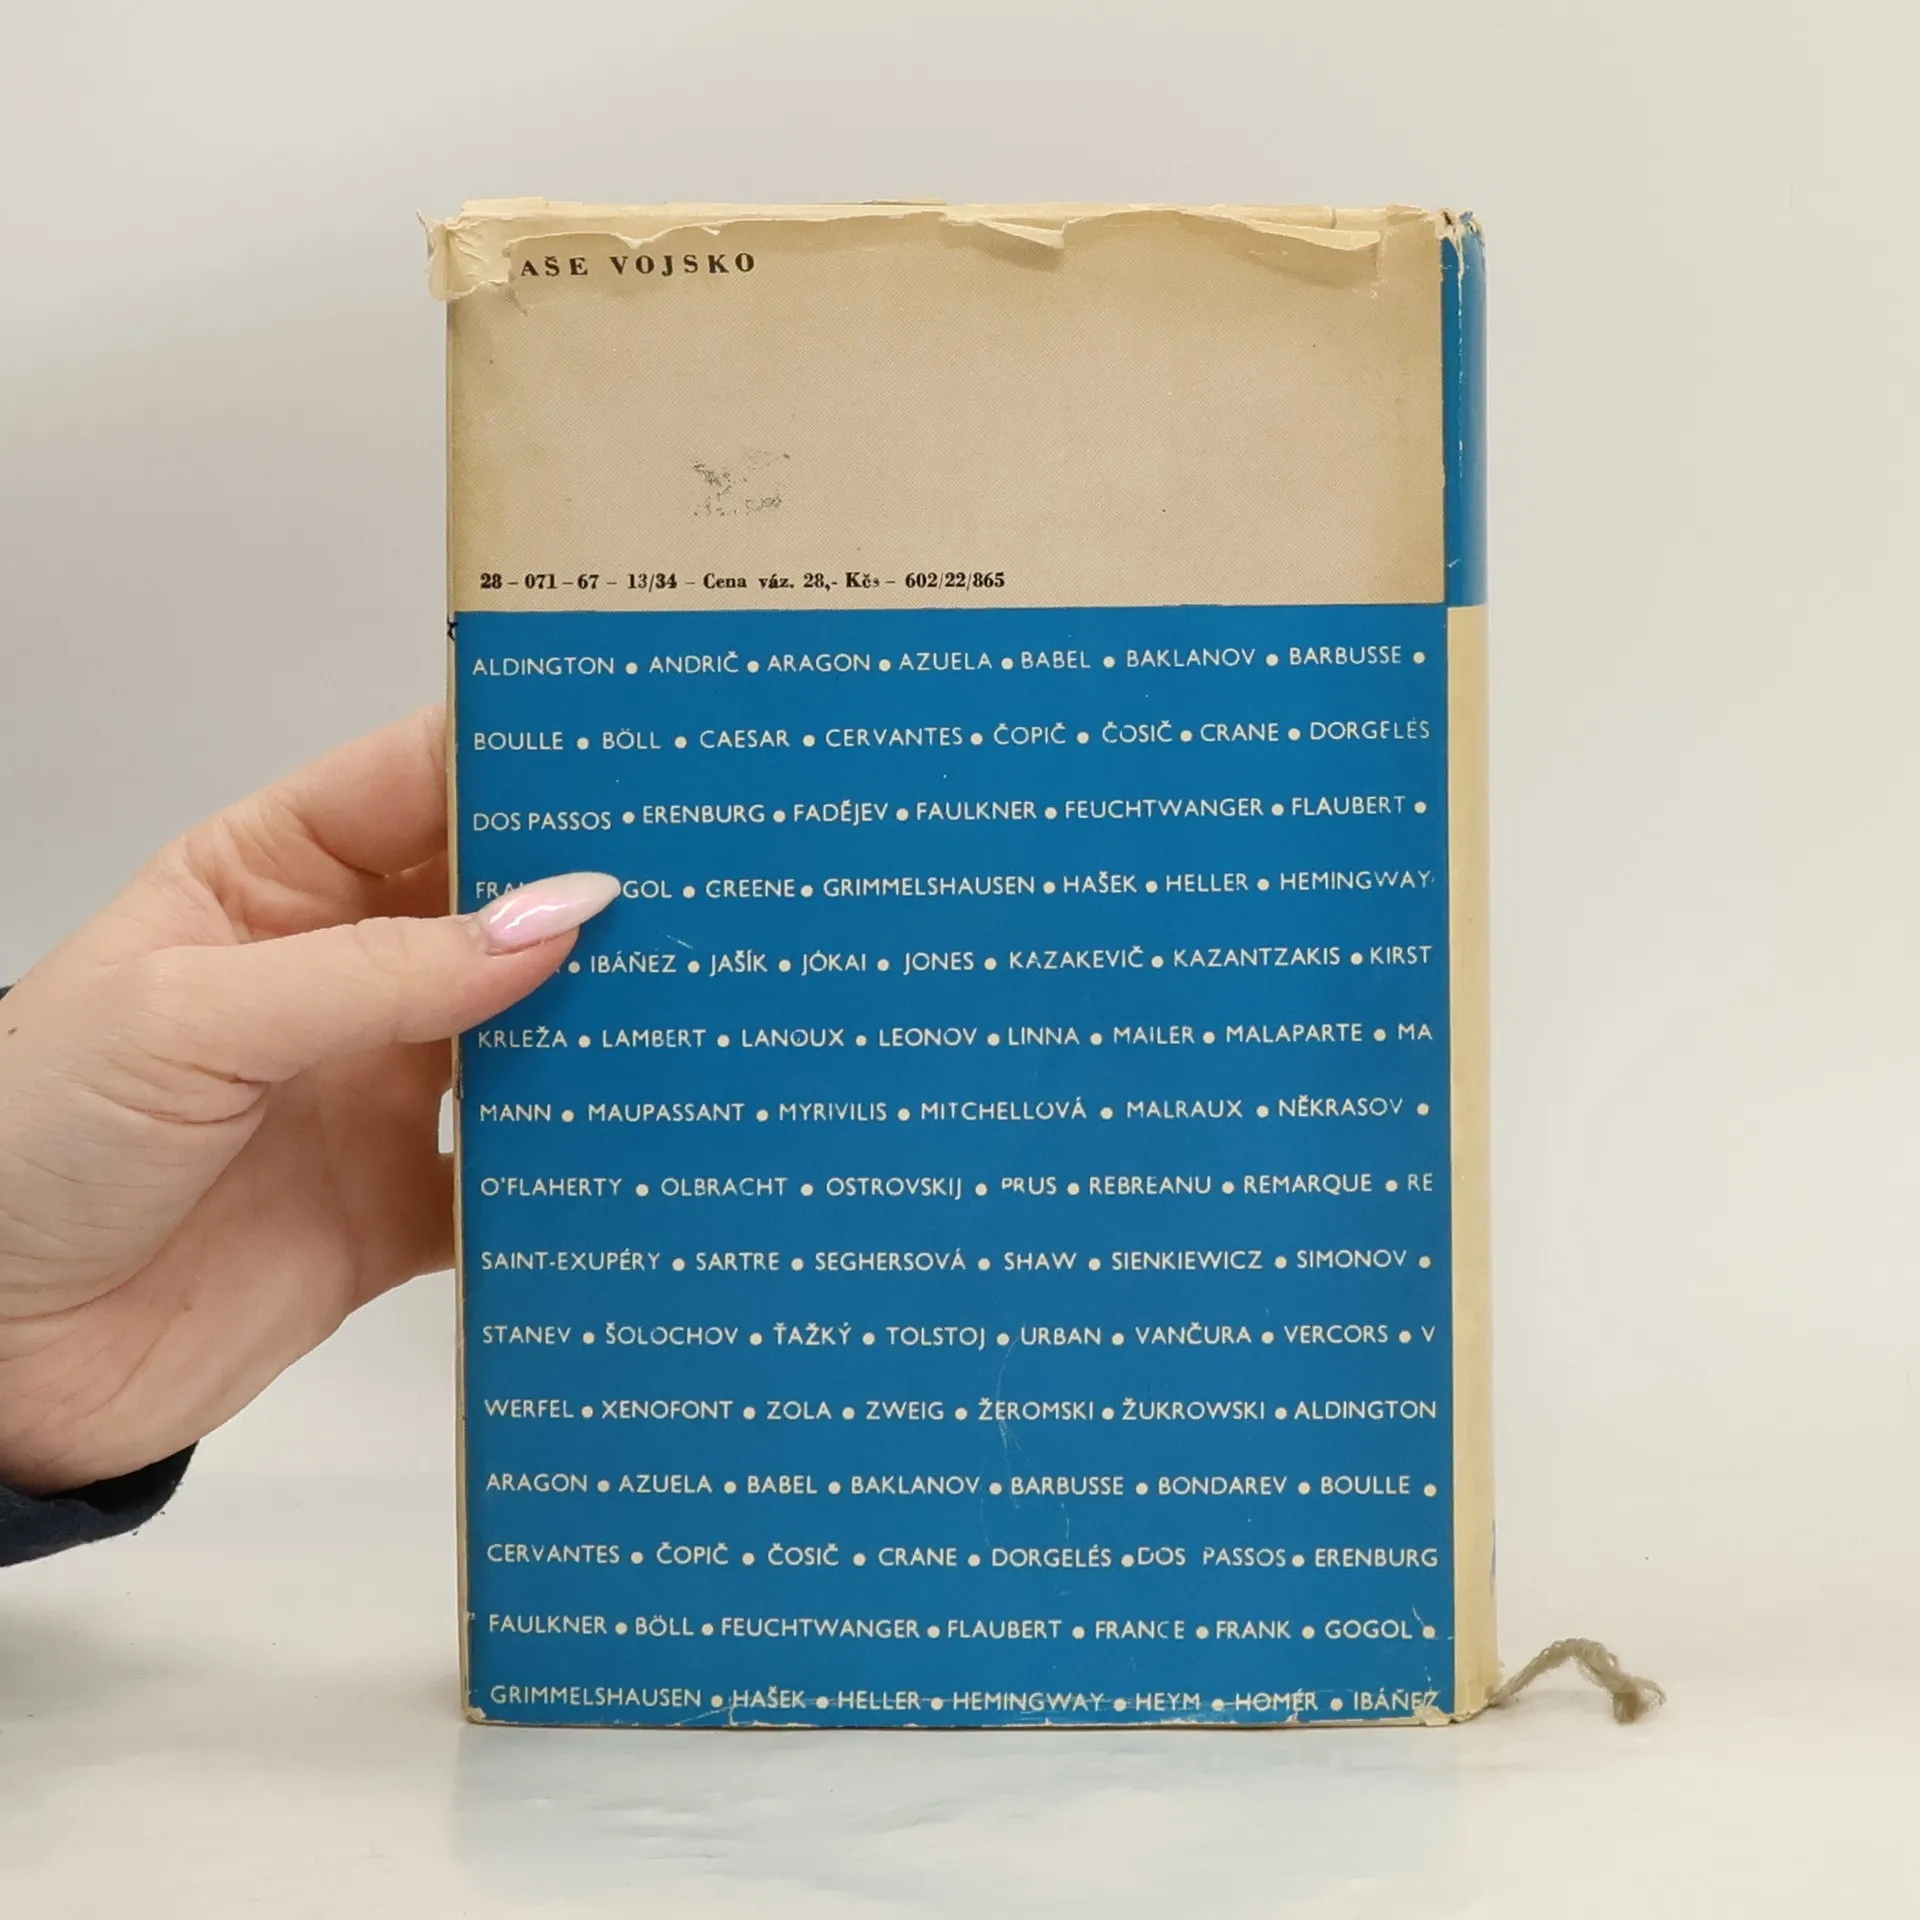 AŠE VOJSKO
28 – 071 – 67 – 13/34 – Cena váz. 28,- Kčs – 602/22/865
ALDINGTON ● ANDRIČ ● ARAGON ● AZUELA ● BABEL ● BAKLANOV ● BARBUSSE ●
BOULLE ● BÖLL ● CAESAR ● CERVANTES ● ČOPIČ ● ČOSIČ ● CRANE ● DORGELÉS
DOS PASSOS ● ERENBURG ● FADĚJEV ● FAULKNER ● FEUCHTWANGER ● FLAUBERT ●
GREENE ● GRIMMELSHAUSEN ● HAŠEK ● HELLER ● HEMINGWAY
● IBÁÑEZ ● JAŠÍK ● JÓKAI ● JONES ● KAZAKEVIČ ● KAZANTZAKIS ● KIRST
KRLEŽA ● LAMBERT ● LANOUX ● LEONOV ● LINNA ● MAILER ● MALAPARTE ● MA
MANN ● MAUPASSANT ● MYRIVILIS ● MITCHELLOVÁ ● MALRAUX ● NĚKRASOV ●
O'FLAHERTY ● OLBRACHT ● OSTROVSKIJ ● PRUS ● REBREANU ● REMARQUE ● RE
SAINT-EXUPÉRY ● SARTRE ● SEGHERSOVÁ ● SHAW ● SIENKIEWICZ ● SIMONOV ●
STANEV ● ŠOLOCHOV ● ŤAŽKÝ ● TOLSTOJ ● URBAN ● VANČURA ● VERCORS ● V
WERFEL ● XENOFONT ● ZOLA ● ZWEIG ● ŽEROMSKI ● ŽUKROWSKI ● ALDINGTON
ARAGON ● AZUELA ● BABEL ● BAKLANOV ● BARBUSSE ● BONDAREV ● BOULLE ●
CERVANTES ● ČOPIČ ● ČOSIČ ● CRANE ● DORGELÉS ● DOS PASSOS ● ERENBURG
FAULKNER ● BÖLL ● FEUCHTWANGER ● FLAUBERT ● FRANCE ● FRANK ● GOGOL ●
GRIMMELSHAUSEN ● HAŠEK ● HELLER ● HEMINGWAY ● HEYM ● HOMÉR ● IBÁÑEZ